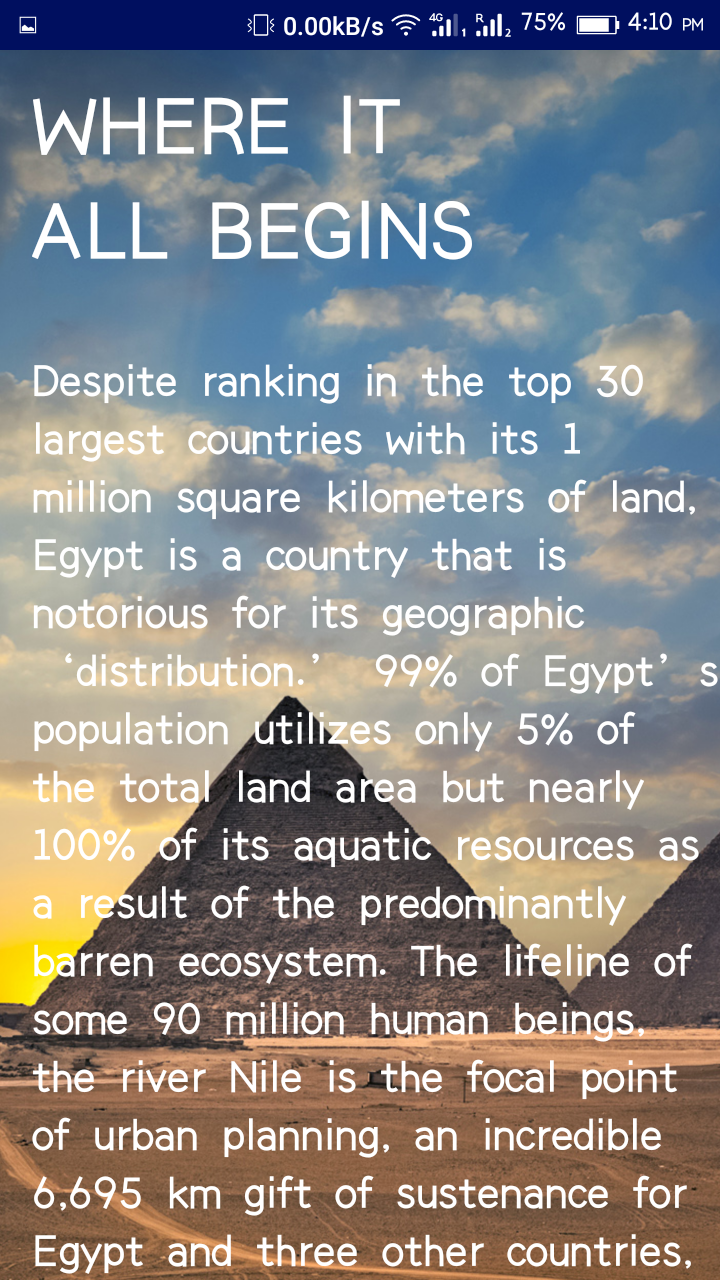 0.00kB/s 4G 1 R 2 75% 4:10 PM
WHERE IT
ALL BEGINS
Despite ranking in the top 30
largest countries with its 1
million square kilometers of land,
Egypt is a country that is
notorious for its geographic
‘distribution.’ 99% of Egypt’ s
population utilizes only 5% of
the total land area but nearly
100% of its aquatic resources as
a result of the predominantly
barren ecosystem. The lifeline of
some 90 million human beings,
the river Nile is the focal point
of urban planning, an incredible
6,695 km gift of sustenance for
Egypt and three other countries,